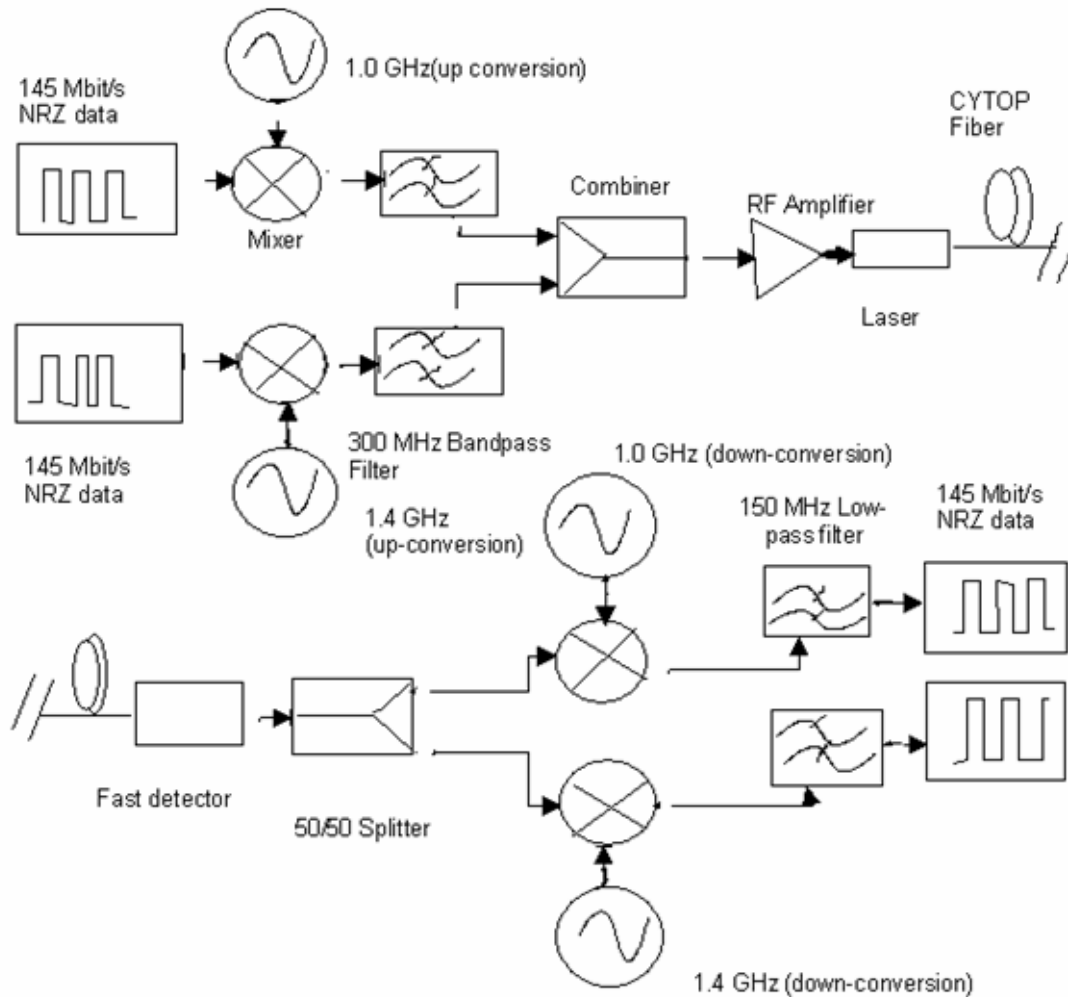 1.0 GHz(up conversion)
145 Mbit/s
NRZ data
CYTOP
Fiber
Combiner
RF Amplifier
Mixer
Laser
145 Mbit/s
NRZ data
300 MHz Bandpass
Filter
1.4 GHz
(up-conversion)
1.0 GHz (down-conversion)
150 MHz Low-
pass filter
145 Mbit/s
NRZ data
Fast detector
50/50 Splitter
1.4 GHz (down-conversion)